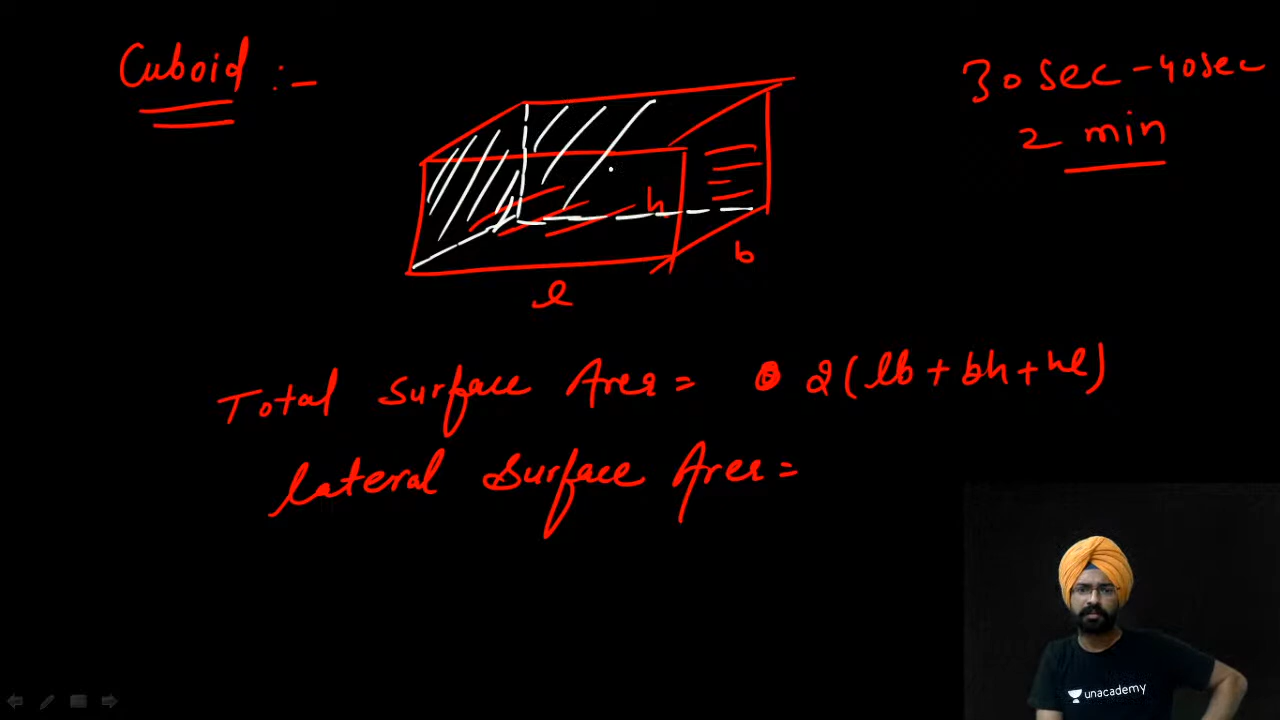 Cuboid :-
30 sec - 40 sec
2 min
h
b
l
Total Surface Area = 2(lb + bh + hl)
Lateral Surface Area =
unacademy